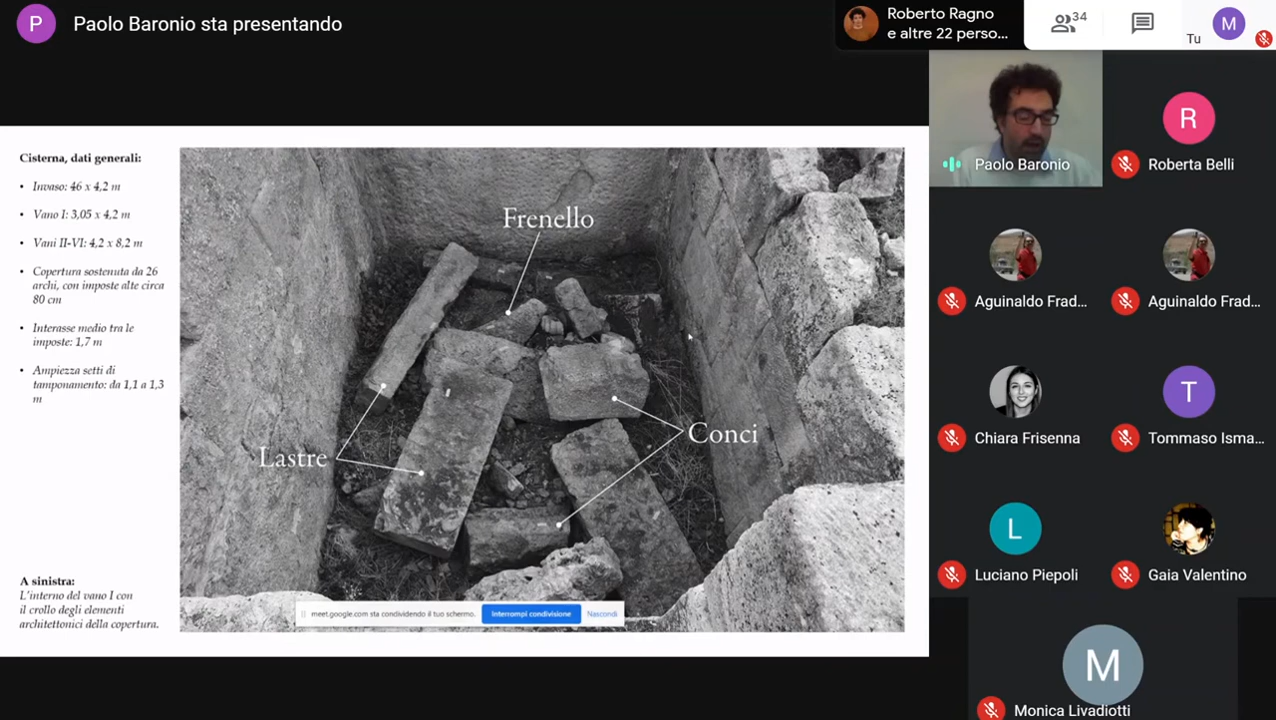 P
Paolo Baronio sta presentando
Roberto Ragno
e altre 22 perso...
34
Tu
M
Cisterna, dati generali:
• Invaso: 46 x 4,2 m
• Vano I: 3,05 x 4,2 m
• Vani II-VI: 4,2 x 8,2 m
• Copertura sostenuta da 26
archi, con imposte alte circa
80 cm
• Interasse medio tra le
imposte: 1,7 m
• Ampiezza setti di
tamponamento: da 1,1 a 1,3
m
A sinistra:
L'interno del vano I con
il crollo degli elementi
architettonici della copertura.
Frenello
Lastre
Conci
meet.google.com sta condividendo il tuo schermo.
Interrompi condivisione
Nascondi
Paolo Baronio
R
Roberta Belli
Aguinaldo Frad...
Aguinaldo Frad...
Chiara Frisenna
T
Tommaso Isma...
L
Luciano Piepoli
Gaia Valentino
M
Monica Livadiotti